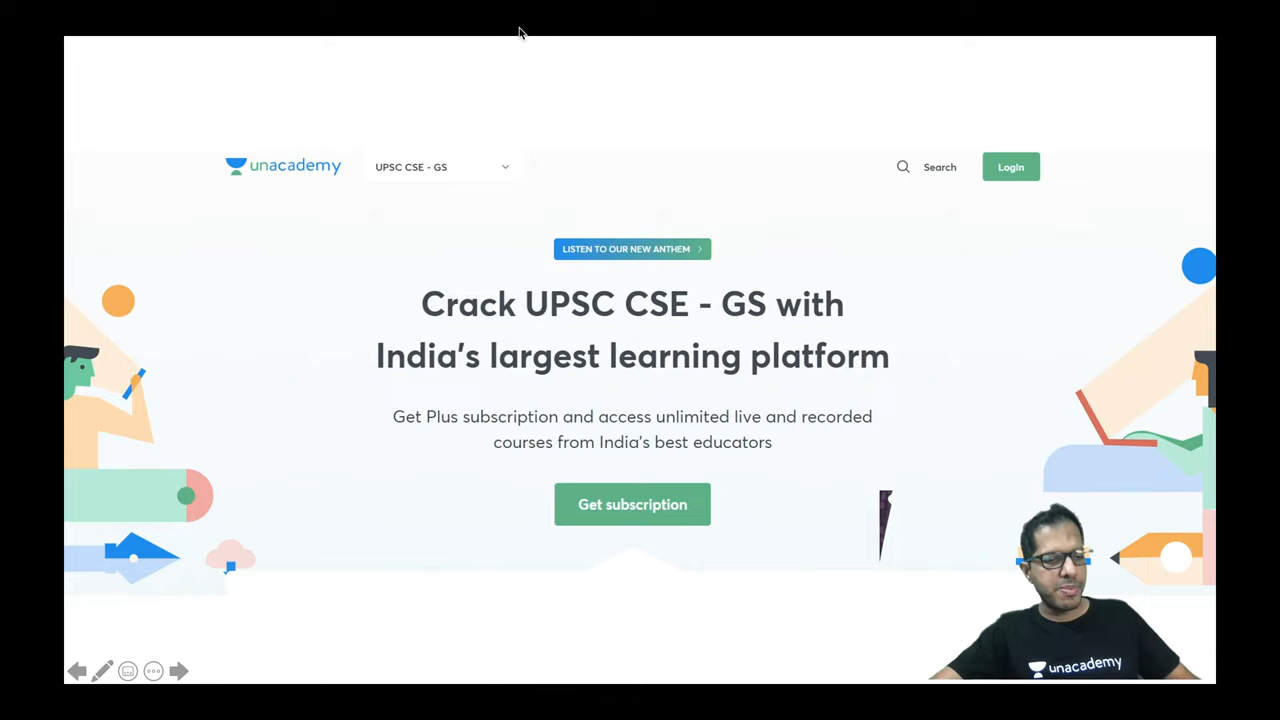 unacademy
UPSC CSE - GS
Search
Login
LISTEN TO OUR NEW ANTHEM
Crack UPSC CSE - GS with
India's largest learning platform
Get Plus subscription and access unlimited live and recorded
courses from India's best educators
Get subscription
unacademy